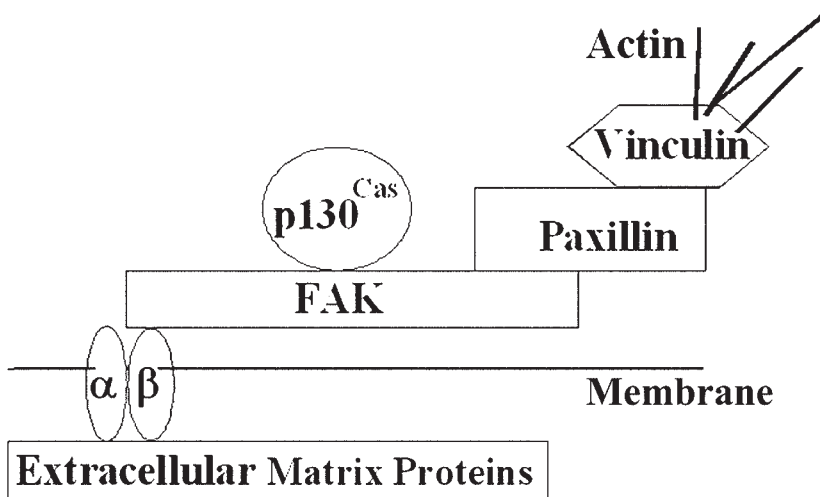 Actin
Vinculin
p130Cas
Paxillin
FAK
α β
Membrane
Extracellular Matrix Proteins